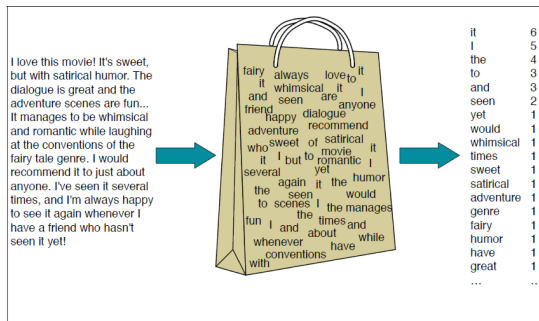 I love this movie! It's sweet,
but with satirical humor. The
dialogue is great and the
adventure scenes are fun...
It manages to be whimsical
and romantic while laughing
at the conventions of the
fairy tale genre. I would
recommend it to just about
anyone. I've seen it several
times, and I'm always happy
to see it again whenever I
have a friend who hasn't
seen it yet!
fairy always love to it
it whimsical it I
and seen are anyone
friend happy dialogue
adventure recommend
who sweet of satirical
it I but to movie it
romantic I
several yet
again it the humor
the seen would
to scenes I the manages
fun I the times and
and about while
whenever have
conventions
with
it 6
I 5
the 4
to 3
and 3
seen 2
yet 1
would 1
whimsical 1
times 1
sweet 1
satirical 1
adventure 1
genre 1
fairy 1
humor 1
have 1
great 1
... ...